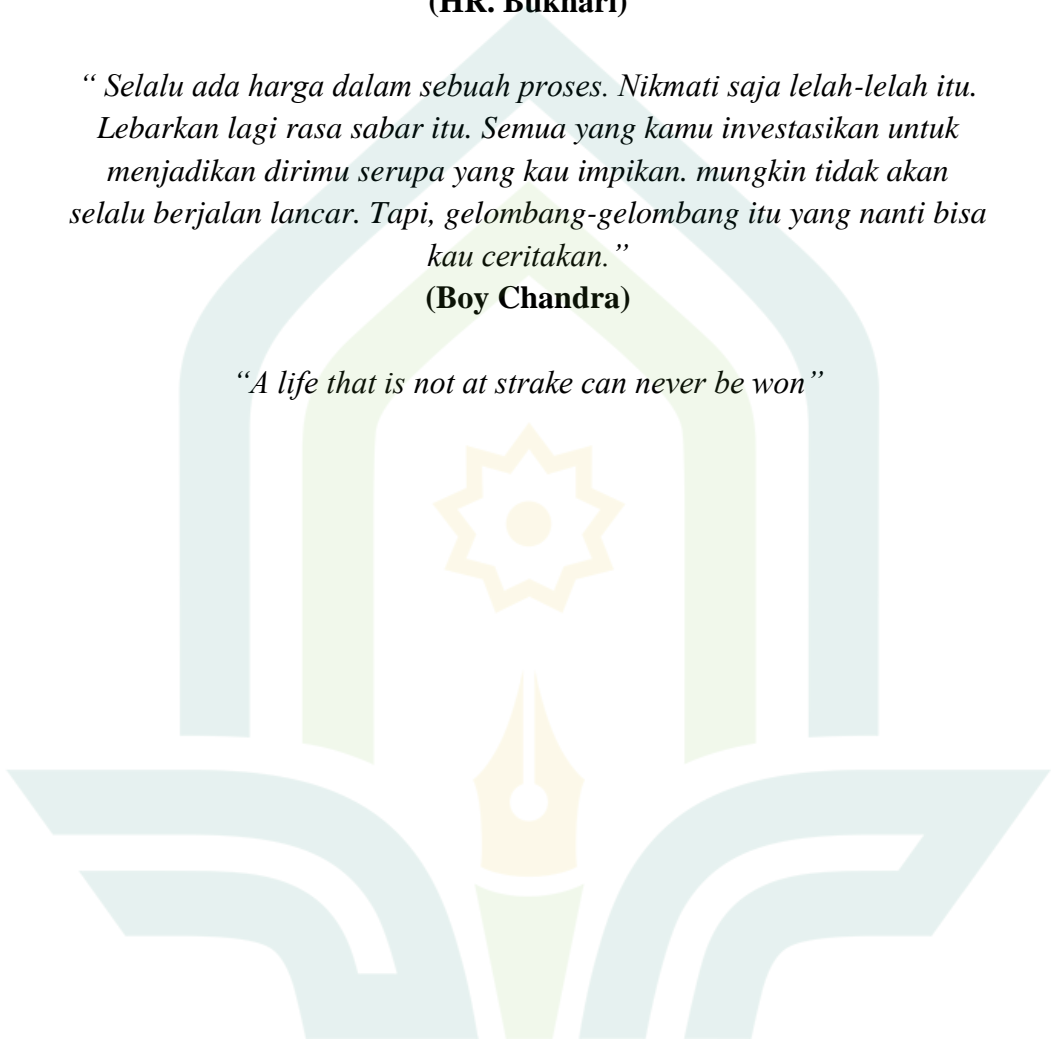 (HR. Bukhari)
“ Selalu ada harga dalam sebuah proses. Nikmati saja lelah-lelah itu.
Lebarkan lagi rasa sabar itu. Semua yang kamu investasikan untuk
menjadikan dirimu serupa yang kau impikan. mungkin tidak akan
selalu berjalan lancar. Tapi, gelombang-gelombang itu yang nanti bisa
kau ceritakan.”
(Boy Chandra)
“A life that is not at strake can never be won”